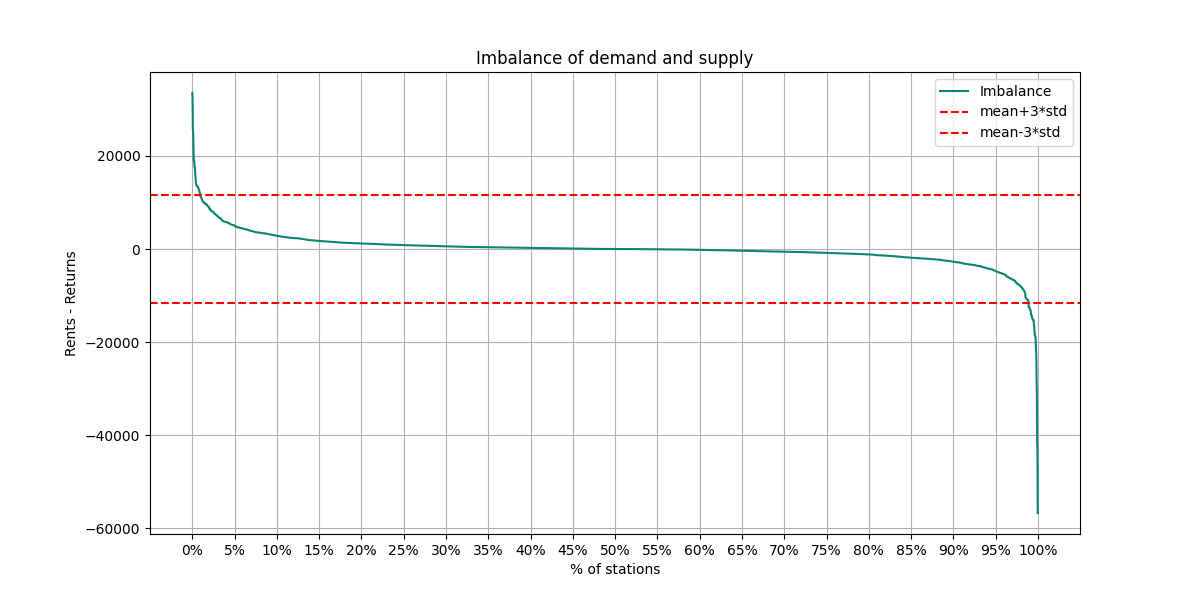 Imbalance of demand and supply
Imbalance
mean+3*std
mean-3*std
Rents - Returns
20000
0
−20000
−40000
−60000
0% 5% 10% 15% 20% 25% 30% 35% 40% 45% 50% 55% 60% 65% 70% 75% 80% 85% 90% 95% 100%
% of stations